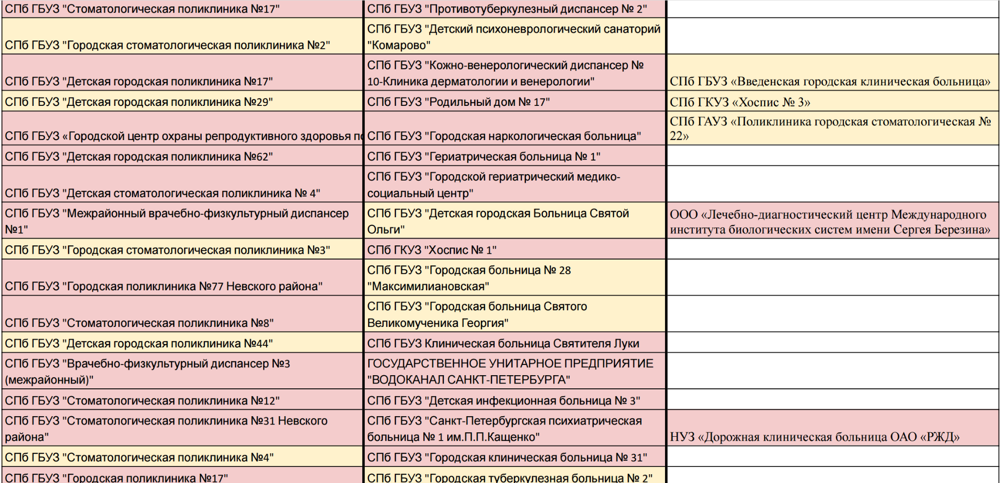 СПб ГБУЗ "Стоматологическая поликлиника №17"
СПб ГБУЗ "Противотуберкулезный диспансер № 2"
СПб ГБУЗ "Городская стоматологическая поликлиника №2"
СПб ГБУЗ "Детский психоневрологический санаторий
"Комарово"
СПб ГБУЗ "Детская городская поликлиника №17"
СПб ГБУЗ "Кожно-венерологический диспансер №
10-Клиника дерматологии и венерологии"
СПб ГБУЗ «Введенская городская клиническая больница»
СПб ГБУЗ "Детская городская поликлиника №29"
СПб ГБУЗ "Родильный дом № 17"
СПб ГКУЗ «Хоспис № 3»
СПб ГБУЗ «Городской центр охраны репродуктивного здоровья по
СПб ГБУЗ "Городская наркологическая больница"
СПб ГАУЗ «Поликлиника городская стоматологическая №
22»
СПб ГБУЗ "Детская городская поликлиника №62"
СПб ГБУЗ "Гериатрическая больница № 1"
СПб ГБУЗ "Детская стоматологическая поликлиника № 4"
СПб ГБУЗ "Городской гериатрический медико-
социальный центр"
СПб ГБУЗ "Межрайонный врачебно-физкультурный диспансер
№1"
СПб ГБУЗ "Детская городская Больница Святой
Ольги"
ООО «Лечебно-диагностический центр Международного
института биологических систем имени Сергея Березина»
СПб ГБУЗ "Городская стоматологическая поликлиника №3"
СПб ГКУЗ "Хоспис № 1"
СПб ГБУЗ "Городская поликлиника №77 Невского района"
СПб ГБУЗ "Городская больница № 28
"Максимилиановская"
СПб ГБУЗ "Стоматологическая поликлиника №8"
СПб ГБУЗ "Городская больница Святого
Великомученика Георгия"
СПб ГБУЗ "Детская городская поликлиника №44"
СПб ГБУЗ Клиническая больница Святителя Луки
СПб ГБУЗ "Врачебно-физкультурный диспансер №3
(межрайонный)"
ГОСУДАРСТВЕННОЕ УНИТАРНОЕ ПРЕДПРИЯТИЕ
"ВОДОКАНАЛ САНКТ-ПЕТЕРБУРГА"
СПб ГБУЗ "Стоматологическая поликлиника №12"
СПб ГБУЗ "Детская инфекционная больница № 3"
СПб ГБУЗ "Стоматологическая поликлиника №31 Невского
района"
СПб ГБУЗ "Санкт-Петербургская психиатрическая
больница № 1 им.П.П.Кащенко"
НУЗ «Дорожная клиническая больница ОАО «РЖД»
СПб ГБУЗ "Стоматологическая поликлиника №4"
СПб ГБУЗ "Городская клиническая больница № 31"
СПб ГБУЗ "Городская поликлиника №17"
СПб ГБУЗ "Городская туберкулезная больница № 2"